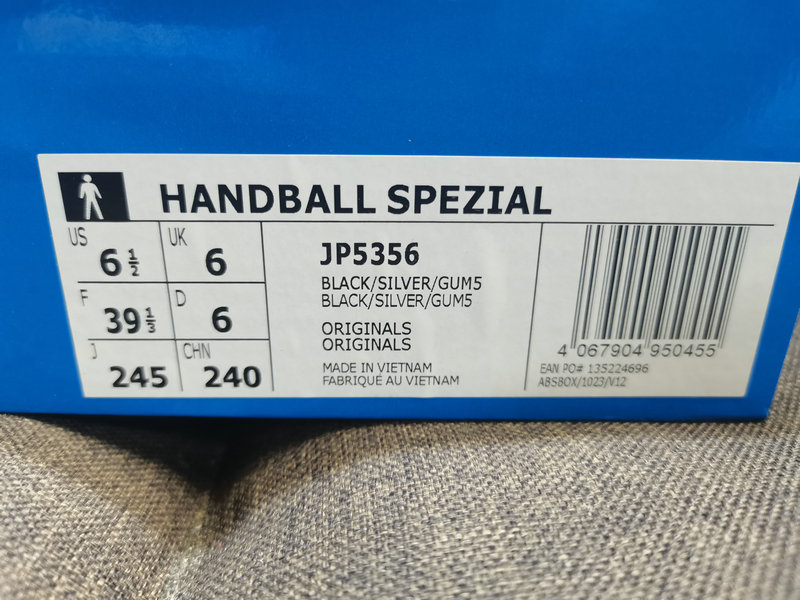 HANDBALL SPEZIAL
US 6 1/2 UK 6
F 39 1/3 D 6
J 245 CHN 240
JP5356
BLACK/SILVER/GUM5
BLACK/SILVER/GUM5
ORIGINALS
ORIGINALS
MADE IN VIETNAM
FABRIQUÉ AU VIETNAM
4 067904 950455
EAN PO# 135224696
ABSBOX/1023/V12